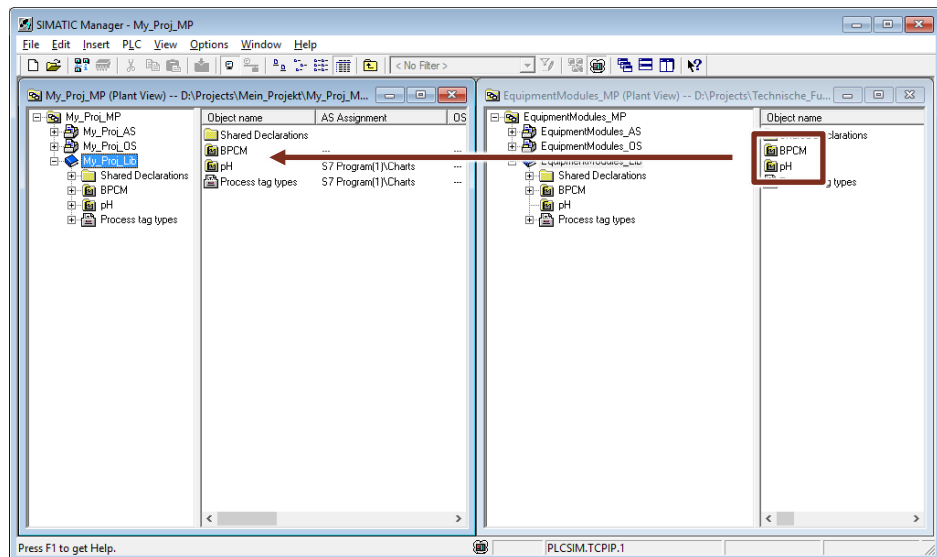 SIMATIC Manager - My_Proj_MP
File Edit Insert PLC View Options Window Help
< No Filter >
My_Proj_MP (Plant View) -- D:\Projects\Mein_Projekt\My_Proj_M...
My_Proj_MP
My_Proj_AS
My_Proj_OS
My_Proj_Lib
Shared Declarations
BPCM
pH
Process tag types
Object name AS Assignment OS
Shared Declarations
BPCM ... ...
pH S7 Program(1)\Charts ...
Process tag types S7 Program(1)\Charts ...
EquipmentModules_MP (Plant View) -- D:\Projects\Technische_Fu...
EquipmentModules_MP
EquipmentModules_AS
EquipmentModules_OS
EquipmentModules_Lib
Shared Declarations
BPCM
pH
Process tag types
Object name
clarations
BPCM
pH
types
Press F1 to get Help.
PLCSIM.TCPIP.1